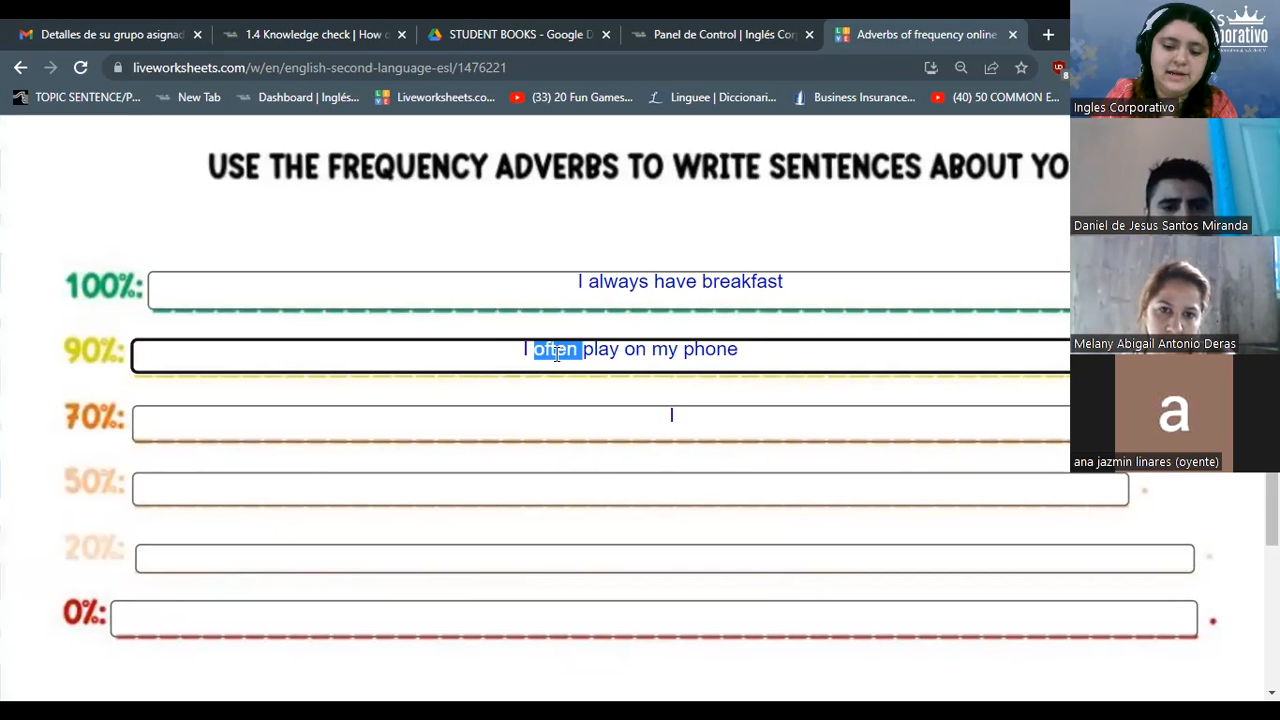 Detalles de su grupo asignad
1.4 Knowledge check | How c
STUDENT BOOKS - Google D
Panel de Control | Inglés Cor
Adverbs of frequency online
liveworksheets.com/w/en/english-second-language-esl/1476221
TOPIC SENTENCE/P...
New Tab
Dashboard | Inglés...
Liveworksheets.co...
(33) 20 Fun Games...
Linguee | Diccionari...
Business Insurance...
(40) 50 COMMON E...
USE THE FREQUENCY ADVERBS TO WRITE SENTENCES ABOUT YO
100%: I always have breakfast
90%: I often play on my phone
70%: I
50%:
20%:
0%:
Ingles Corporativo
Daniel de Jesus Santos Miranda
Melany Abigail Antonio Deras
a
ana jazmin linares (oyente)